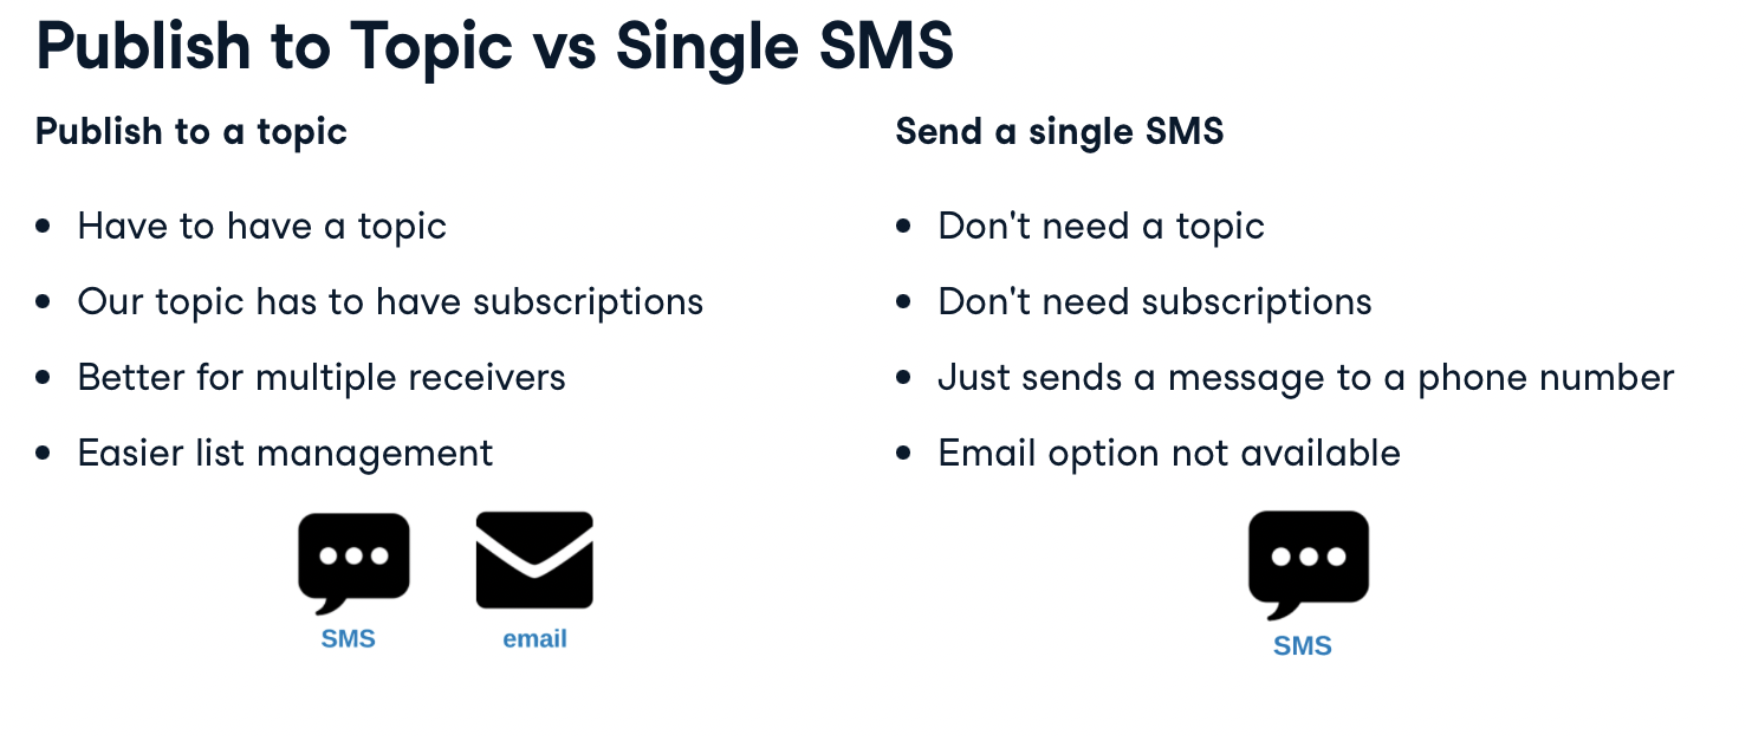 Publish to Topic vs Single SMS
Publish to a topic
• Have to have a topic
• Our topic has to have subscriptions
• Better for multiple receivers
• Easier list management
SMS
email
Send a single SMS
• Don't need a topic
• Don't need subscriptions
• Just sends a message to a phone number
• Email option not available
SMS